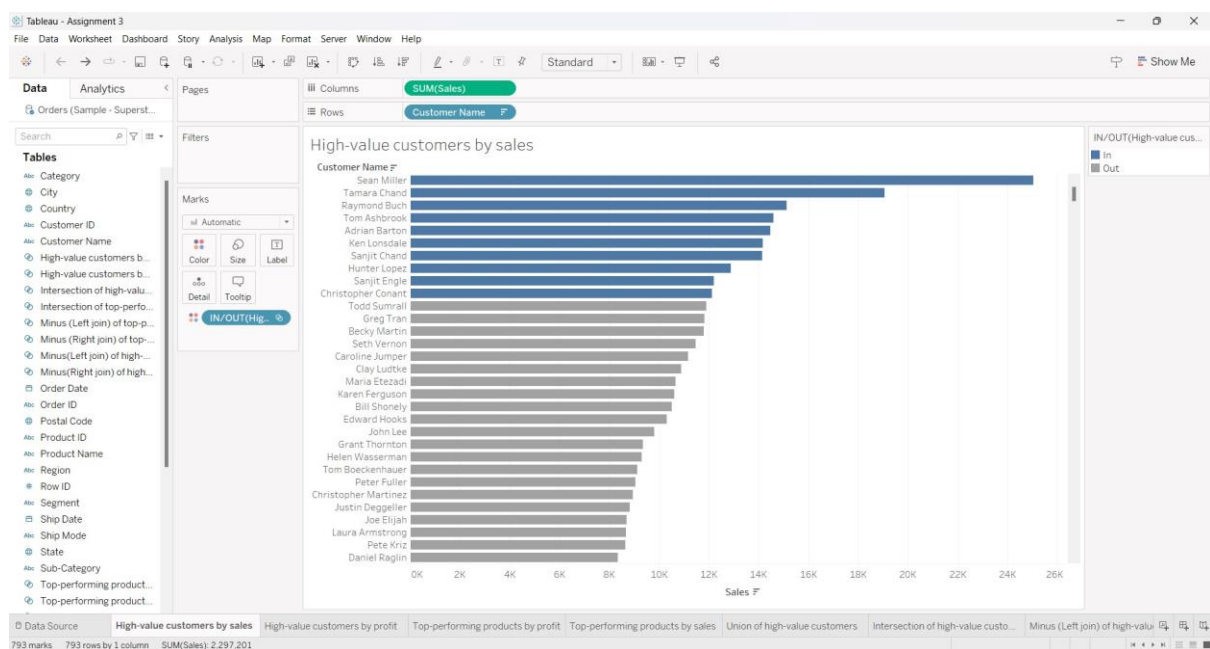 Tableau - Assignment 3
File Data Worksheet Dashboard Story Analysis Map Format Server Window Help
Standard
Show Me
Data Analytics
Orders (Sample - Superst...
Search
Tables
Abc Category
City
Country
Abc Customer ID
Abc Customer Name
High-value customers b...
High-value customers b...
Intersection of high-valu...
Intersection of top-perfo...
Minus (Left join) of top-p...
Minus (Right join) of top-...
Minus(Left join) of high-...
Minus(Right join) of high...
Order Date
Abc Order ID
Postal Code
Abc Product ID
Abc Product Name
Abc Region
# Row ID
Abc Segment
Ship Date
Abc Ship Mode
State
Abc Sub-Category
Top-performing product...
Top-performing product...
Pages
Filters
Marks
Automatic
Color Size Label
Detail Tooltip
IN/OUT(Hig..
Columns SUM(Sales)
Rows Customer Name
High-value customers by sales
Customer Name
Sean Miller
Tamara Chand
Raymond Buch
Tom Ashbrook
Adrian Barton
Ken Lonsdale
Sanjit Chand
Hunter Lopez
Sanjit Engle
Christopher Conant
Todd Sumrall
Greg Tran
Becky Martin
Seth Vernon
Caroline Jumper
Clay Ludtke
Maria Etezadi
Karen Ferguson
Bill Shonely
Edward Hooks
John Lee
Grant Thornton
Helen Wasserman
Tom Boeckenhauer
Peter Fuller
Christopher Martinez
Justin Deggeller
Joe Elijah
Laura Armstrong
Pete Kriz
Daniel Raglin
0K 2K 4K 6K 8K 10K 12K 14K 16K 18K 20K 22K 24K 26K
Sales
IN/OUT(High-value cus...
In
Out
Data Source High-value customers by sales High-value customers by profit Top-performing products by profit Top-performing products by sales Union of high-value customers Intersection of high-value custo... Minus (Left join) of high-valu
793 marks 793 rows by 1 column SUM(Sales): 2,297,201